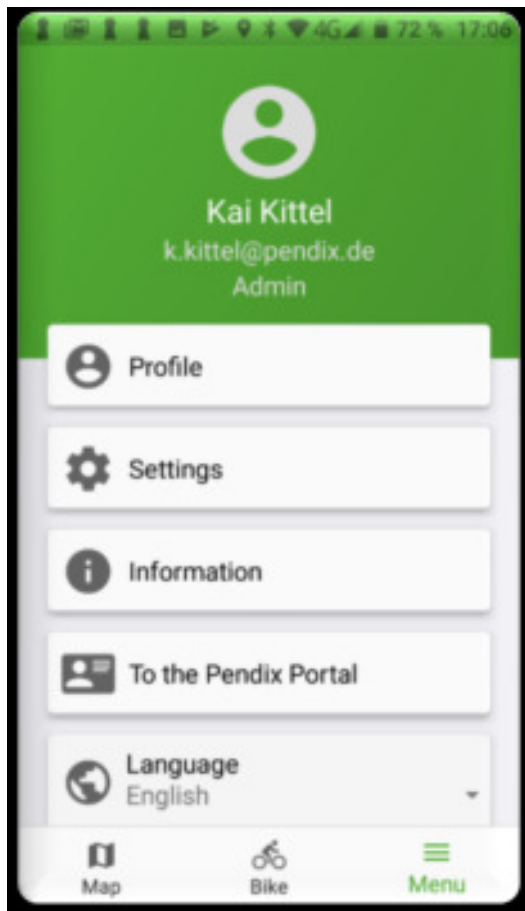 4G 72 % 17:06
Kai Kittel
k.kittel@pendix.de
Admin
Profile
Settings
Information
To the Pendix Portal
Language
English
Map Bike Menu